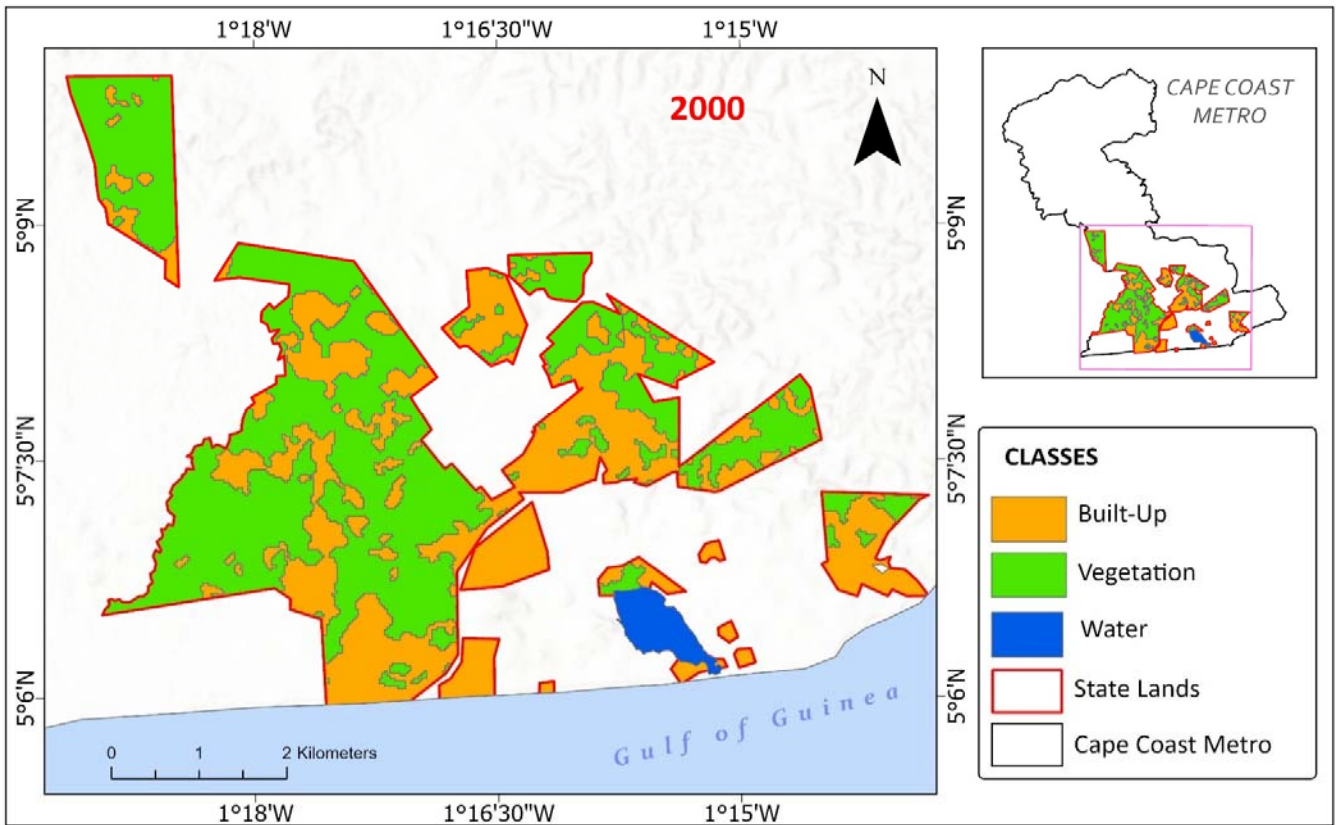 1°18'W
1°16'30"W
1°15'W
N
2000
CAPE COAST
METRO
5°9'N
5°9'N
5°7'30"N
5°7'30"N
5°6'N
5°6'N
CLASSES
Built-Up
Vegetation
Water
State Lands
Cape Coast Metro
Gulf of Guinea
0 1 2 Kilometers
1°18'W
1°16'30"W
1°15'W